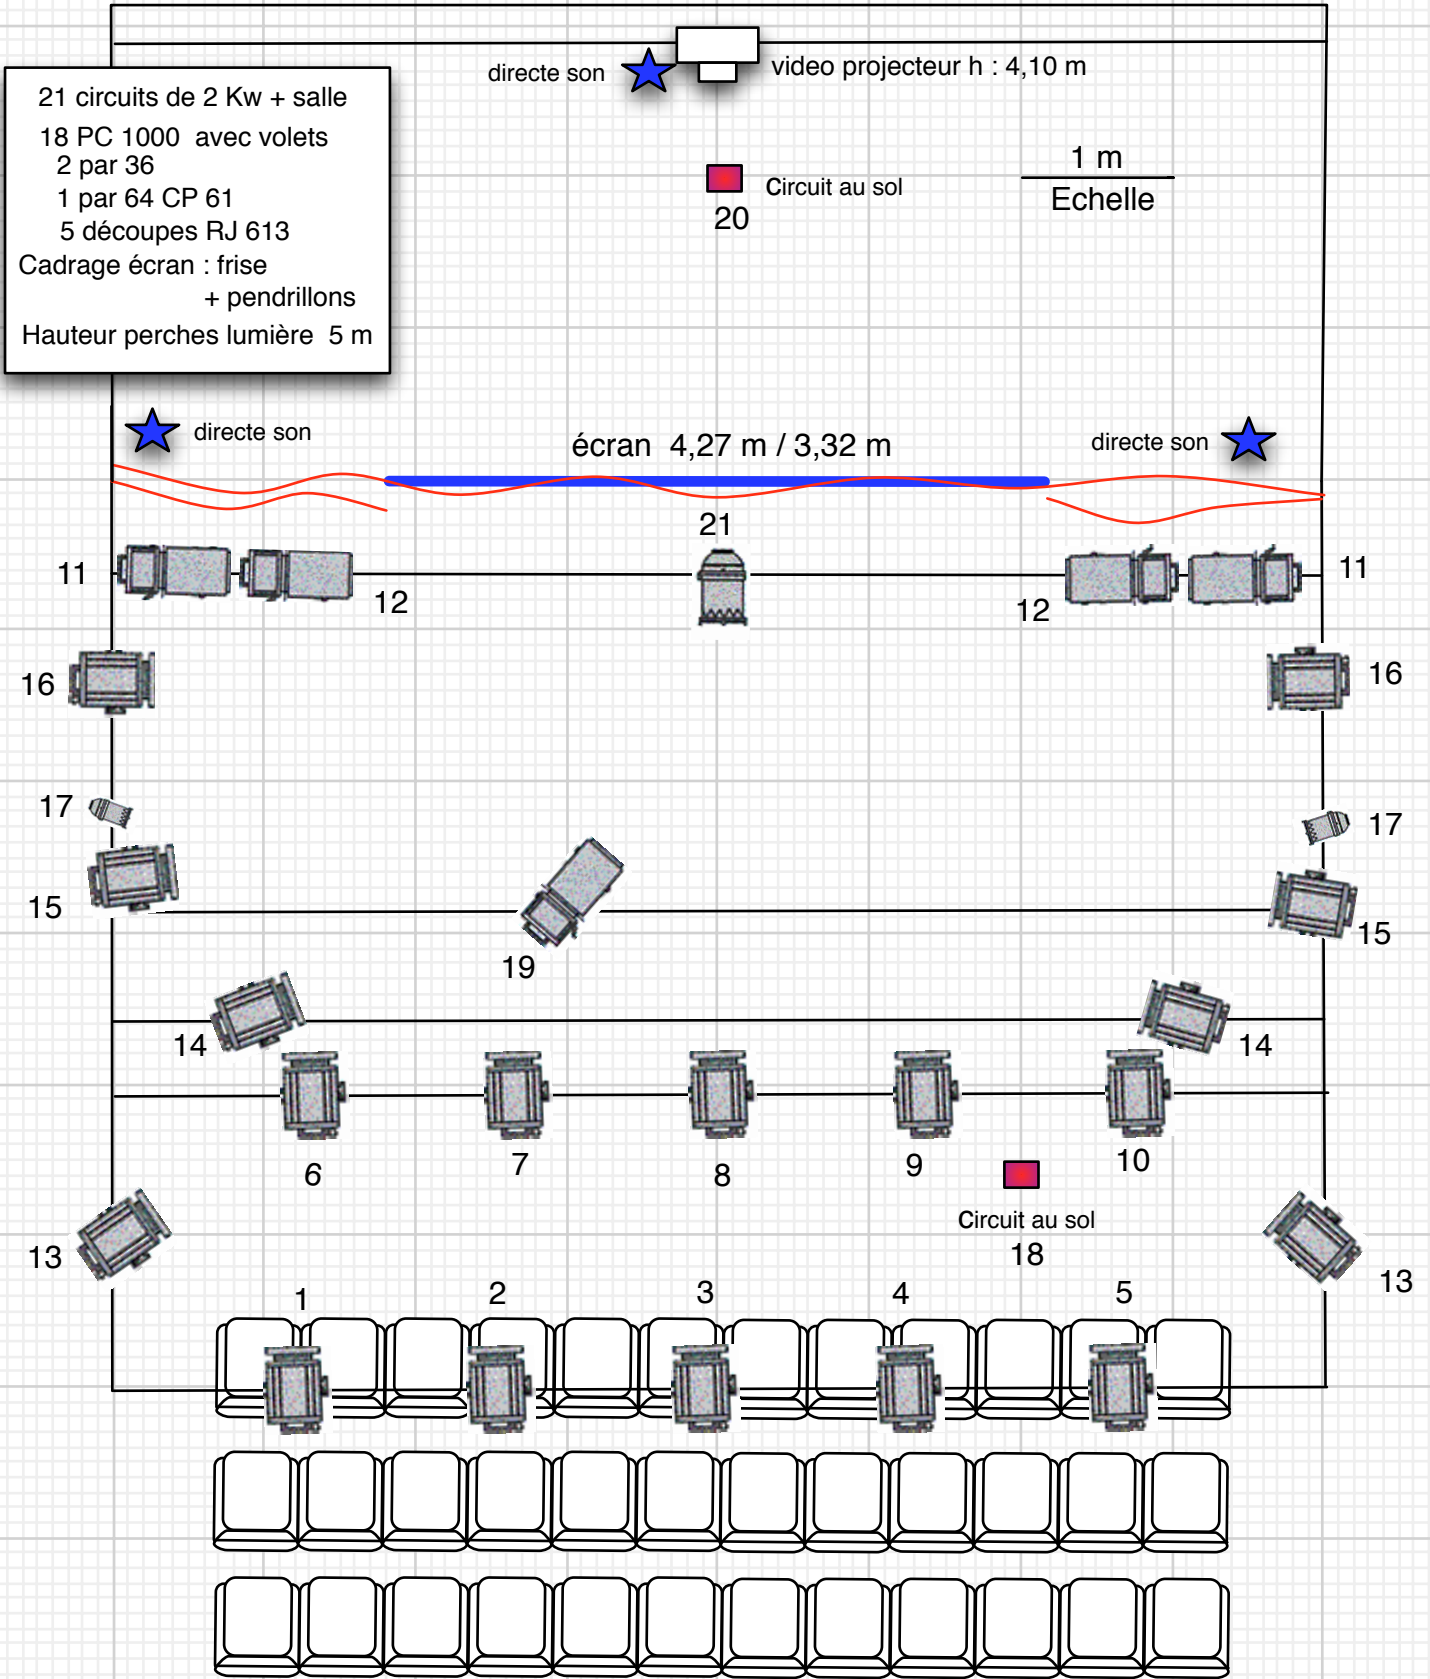 directe son
video projecteur h : 4,10 m
21 circuits de 2 Kw + salle
18 PC 1000 avec volets
2 par 36
1 par 64 CP 61
5 découpes RJ 613
Cadrage écran : frise
+ pendrillons
Hauteur perches lumière 5 m
1 m
Echelle
Circuit au sol
20
directe son
écran 4,27 m / 3,32 m
directe son
21
11
12
12
11
16
16
17
17
15
15
19
14
14
6
7
8
9
10
Circuit au sol
18
13
13
1
2
3
4
5